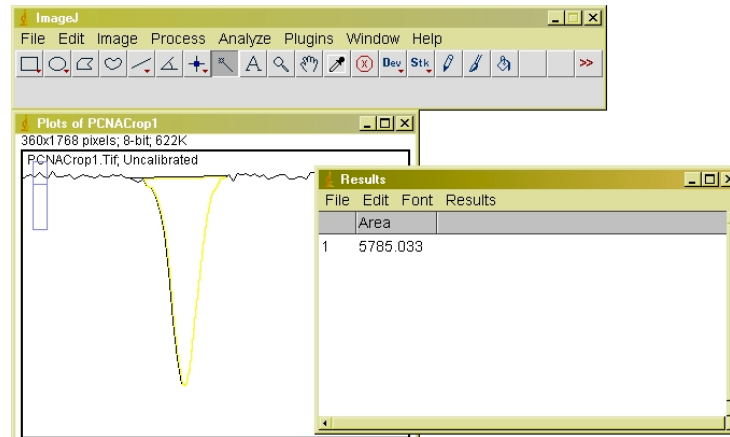 ImageJ
File Edit Image Process Analyze Plugins Window Help
A Dev Stk >>
Plots of PCNACrop1
360x1768 pixels; 8-bit; 622K
PCNACrop1.Tif; Uncalibrated
Results
File Edit Font Results
Area
1 5785.033